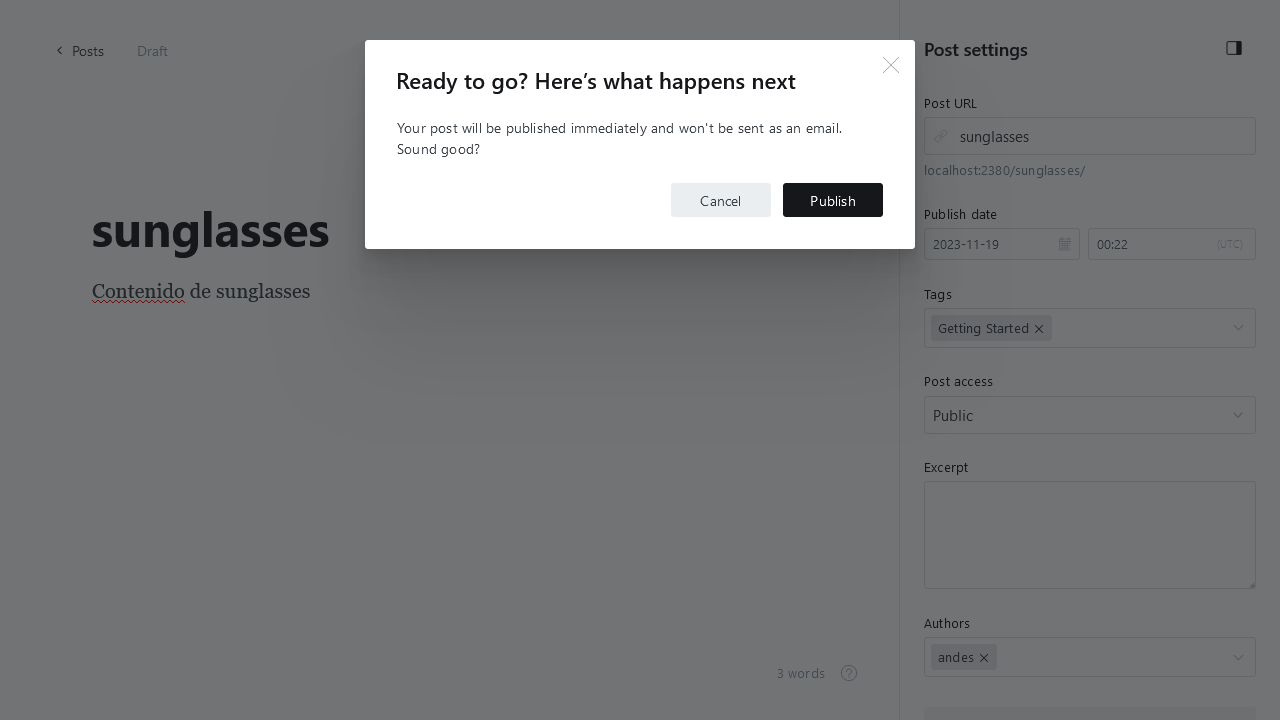 Posts
Draft
Ready to go? Here’s what happens next
Your post will be published immediately and won't be sent as an email.
Sound good?
Cancel
Publish
sunglasses
Contenido de sunglasses
3 words
?
Post settings
Post URL
sunglasses
localhost:2380/sunglasses/
Publish date
2023-11-19
00:22
(UTC)
Tags
Getting Started
Post access
Public
Excerpt
Authors
andes